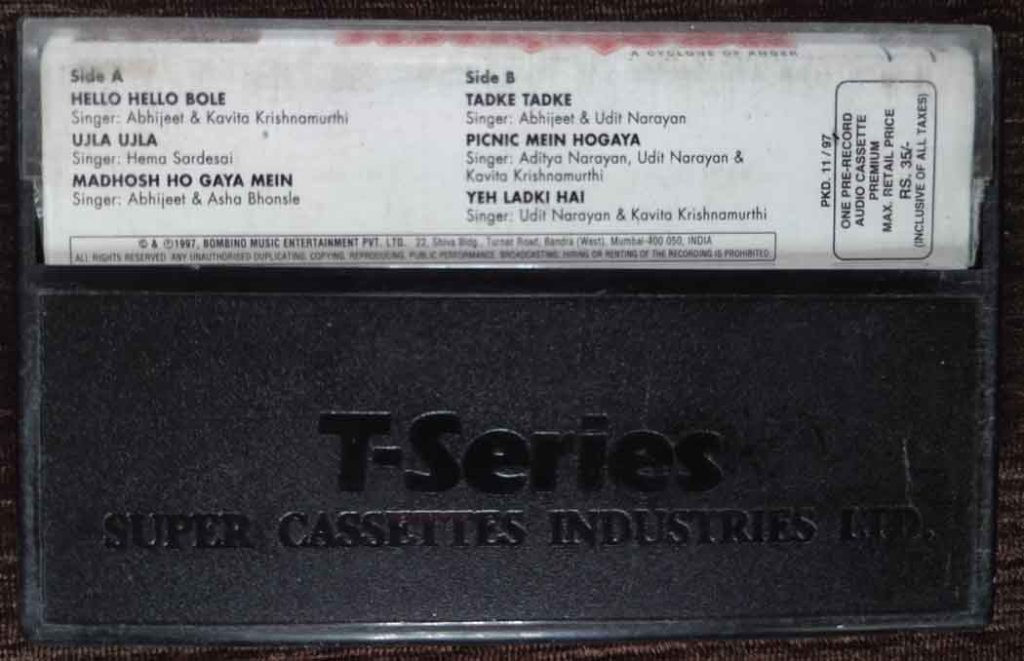 A CYCLONE OF ANGER
Side A
HELLO HELLO BOLE
Singer: Abhijeet & Kavita Krishnamurthi
UJLA UJLA
Singer: Hema Sardesai
MADHOSH HO GAYA MEIN
Singer: Abhijeet & Asha Bhonsle
Side B
TADKE TADKE
Singer: Abhijeet & Udit Narayan
PICNIC MEIN HOGAYA
Singer: Aditya Narayan, Udit Narayan &
Kavita Krishnamurthi
YEH LADKI HAI
Singer: Udit Narayan & Kavita Krishnamurthi
PKD. 11/97
ONE PRE-RECORD
AUDIO CASSETTE
PREMIUM
MAX. RETAIL PRICE
RS. 35/-
(INCLUSIVE OF ALL TAXES)
© & ℗1997, BOMBINO MUSIC ENTERTAINMENT PVT. LTD. 22, Shiva Bldg., Turner Road, Bandra (West), Mumbai-400 050, INDIA
ALL RIGHTS RESERVED. ANY UNAUTHORISED DUPLICATING, COPYING, REPRODUCING, PUBLIC PERFORMANCE, BROADCASTING, HIRING OR RENTING OF THE RECORDING IS PROHIBITED
T-Series
SUPER CASSETTES INDUSTRIES LTD.